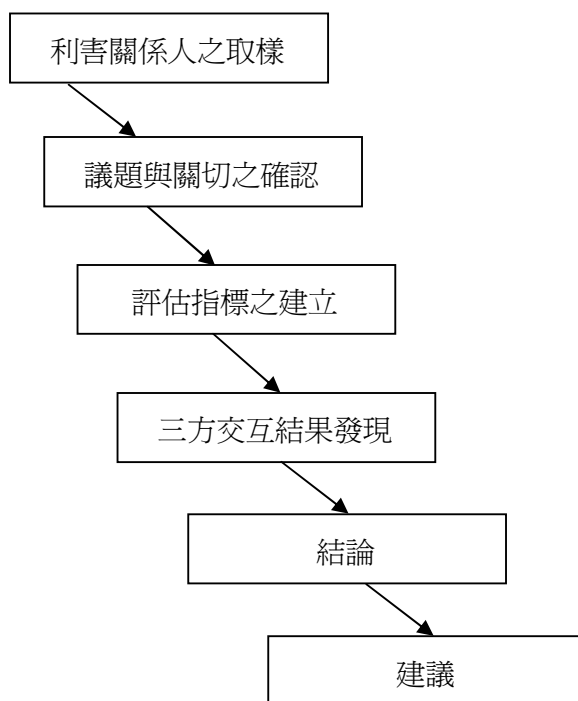 利害關係人之取樣
議題與關切之確認
評估指標之建立
三方交互結果發現
結論
建議